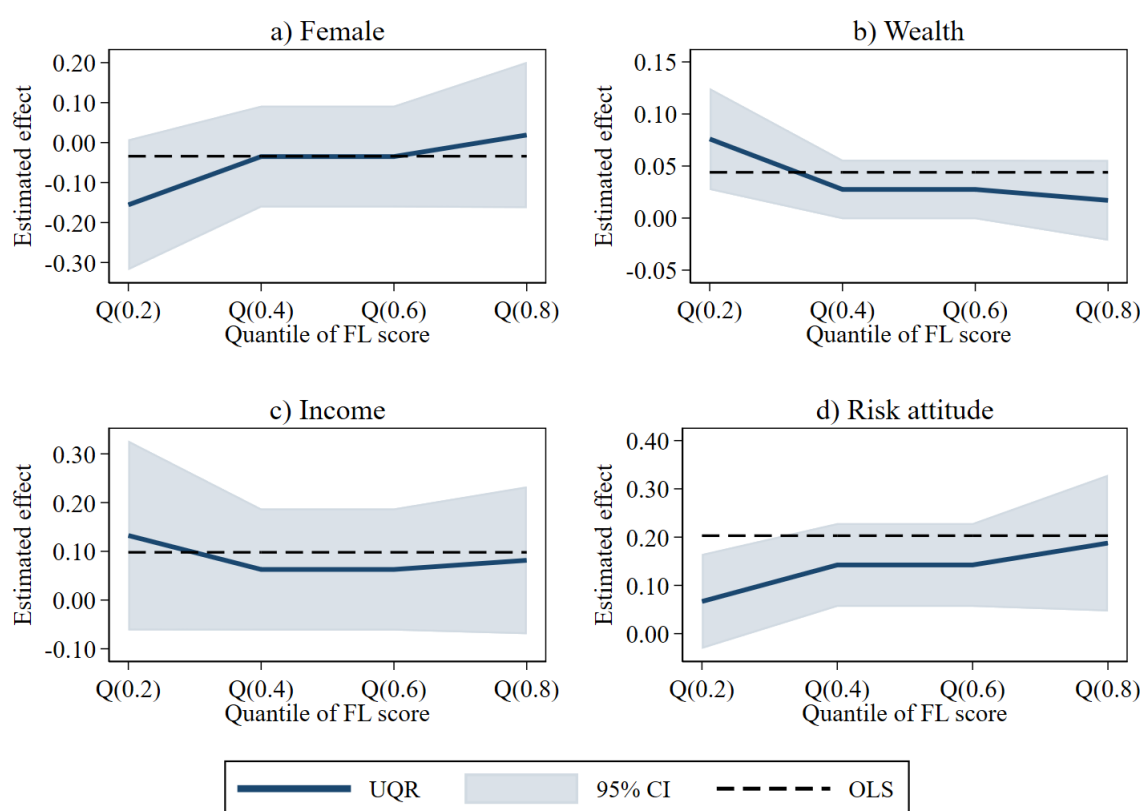 a) Female
Estimated effect
0.20
0.10
0.00
-0.10
-0.20
-0.30
Q(0.2) Q(0.4) Q(0.6) Q(0.8)
Quantile of FL score
b) Wealth
Estimated effect
0.15
0.10
0.05
0.00
-0.05
Q(0.2) Q(0.4) Q(0.6) Q(0.8)
Quantile of FL score
c) Income
Estimated effect
0.30
0.20
0.10
0.00
-0.10
Q(0.2) Q(0.4) Q(0.6) Q(0.8)
Quantile of FL score
d) Risk attitude
Estimated effect
0.40
0.30
0.20
0.10
0.00
Q(0.2) Q(0.4) Q(0.6) Q(0.8)
Quantile of FL score
UQR 95% CI OLS